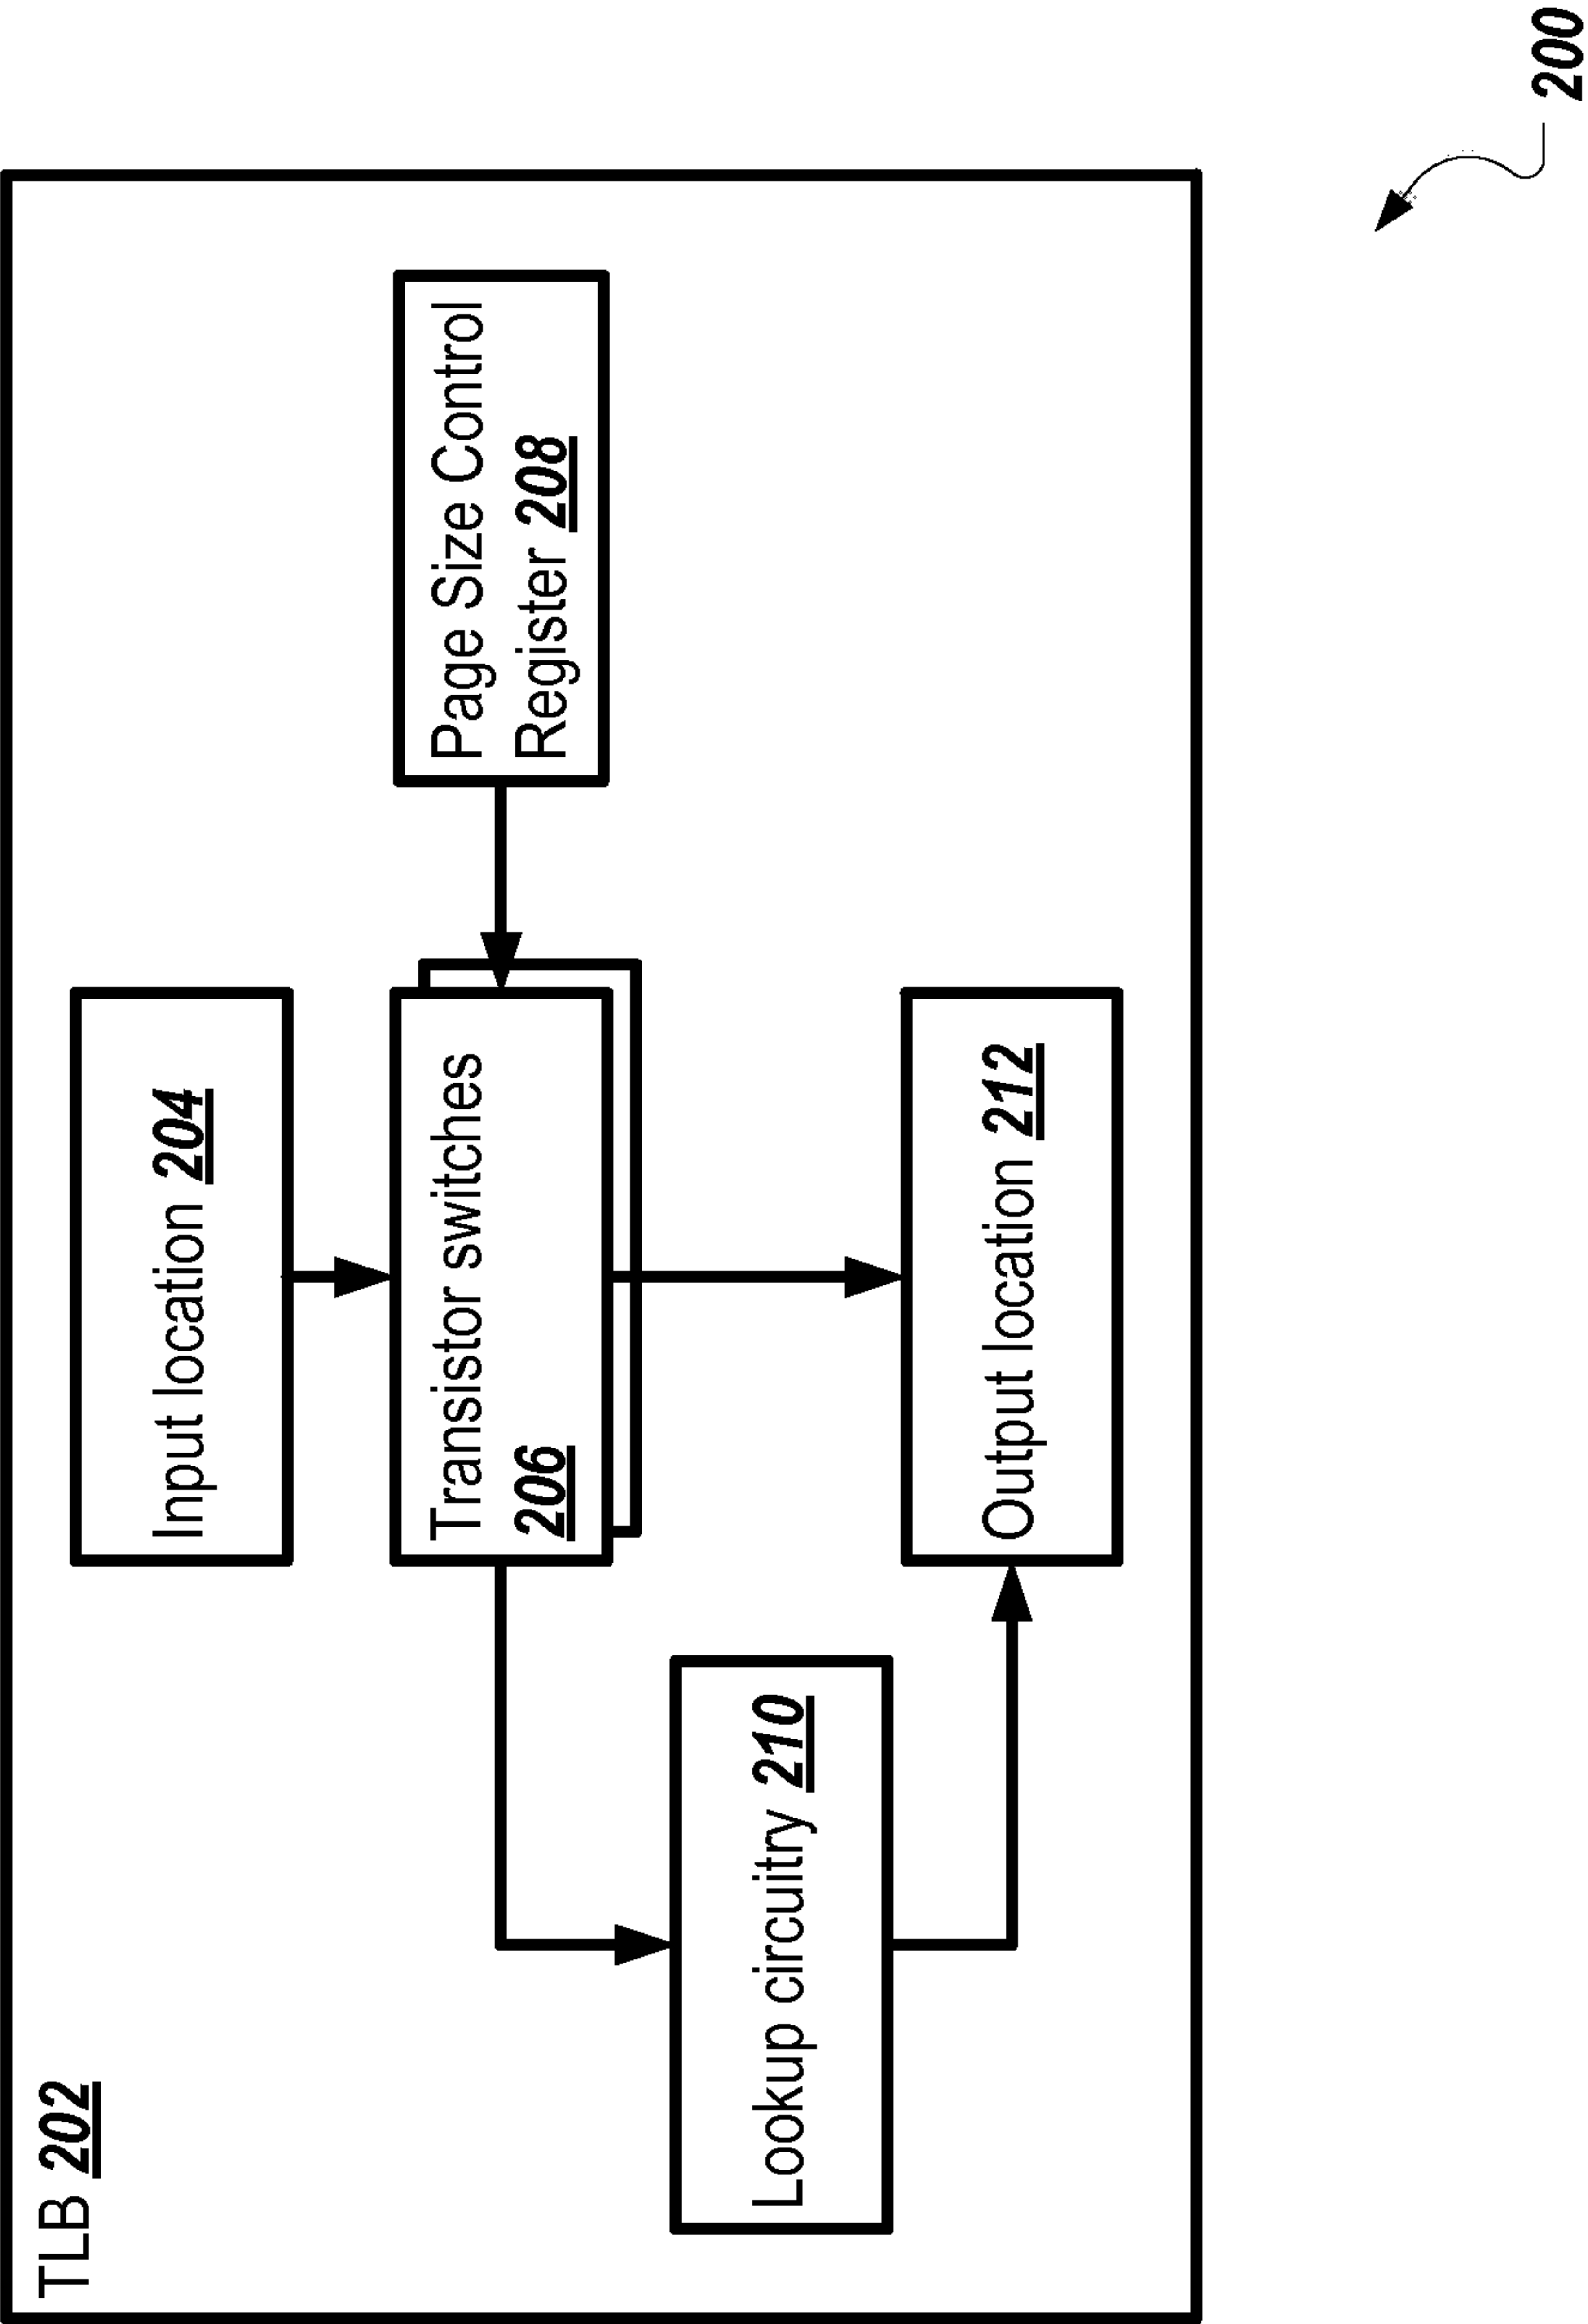 TLB 202
Input location 204
Transistor switches
206
Page Size Control
Register 208
Lookup circuitry 210
Output location 212
200